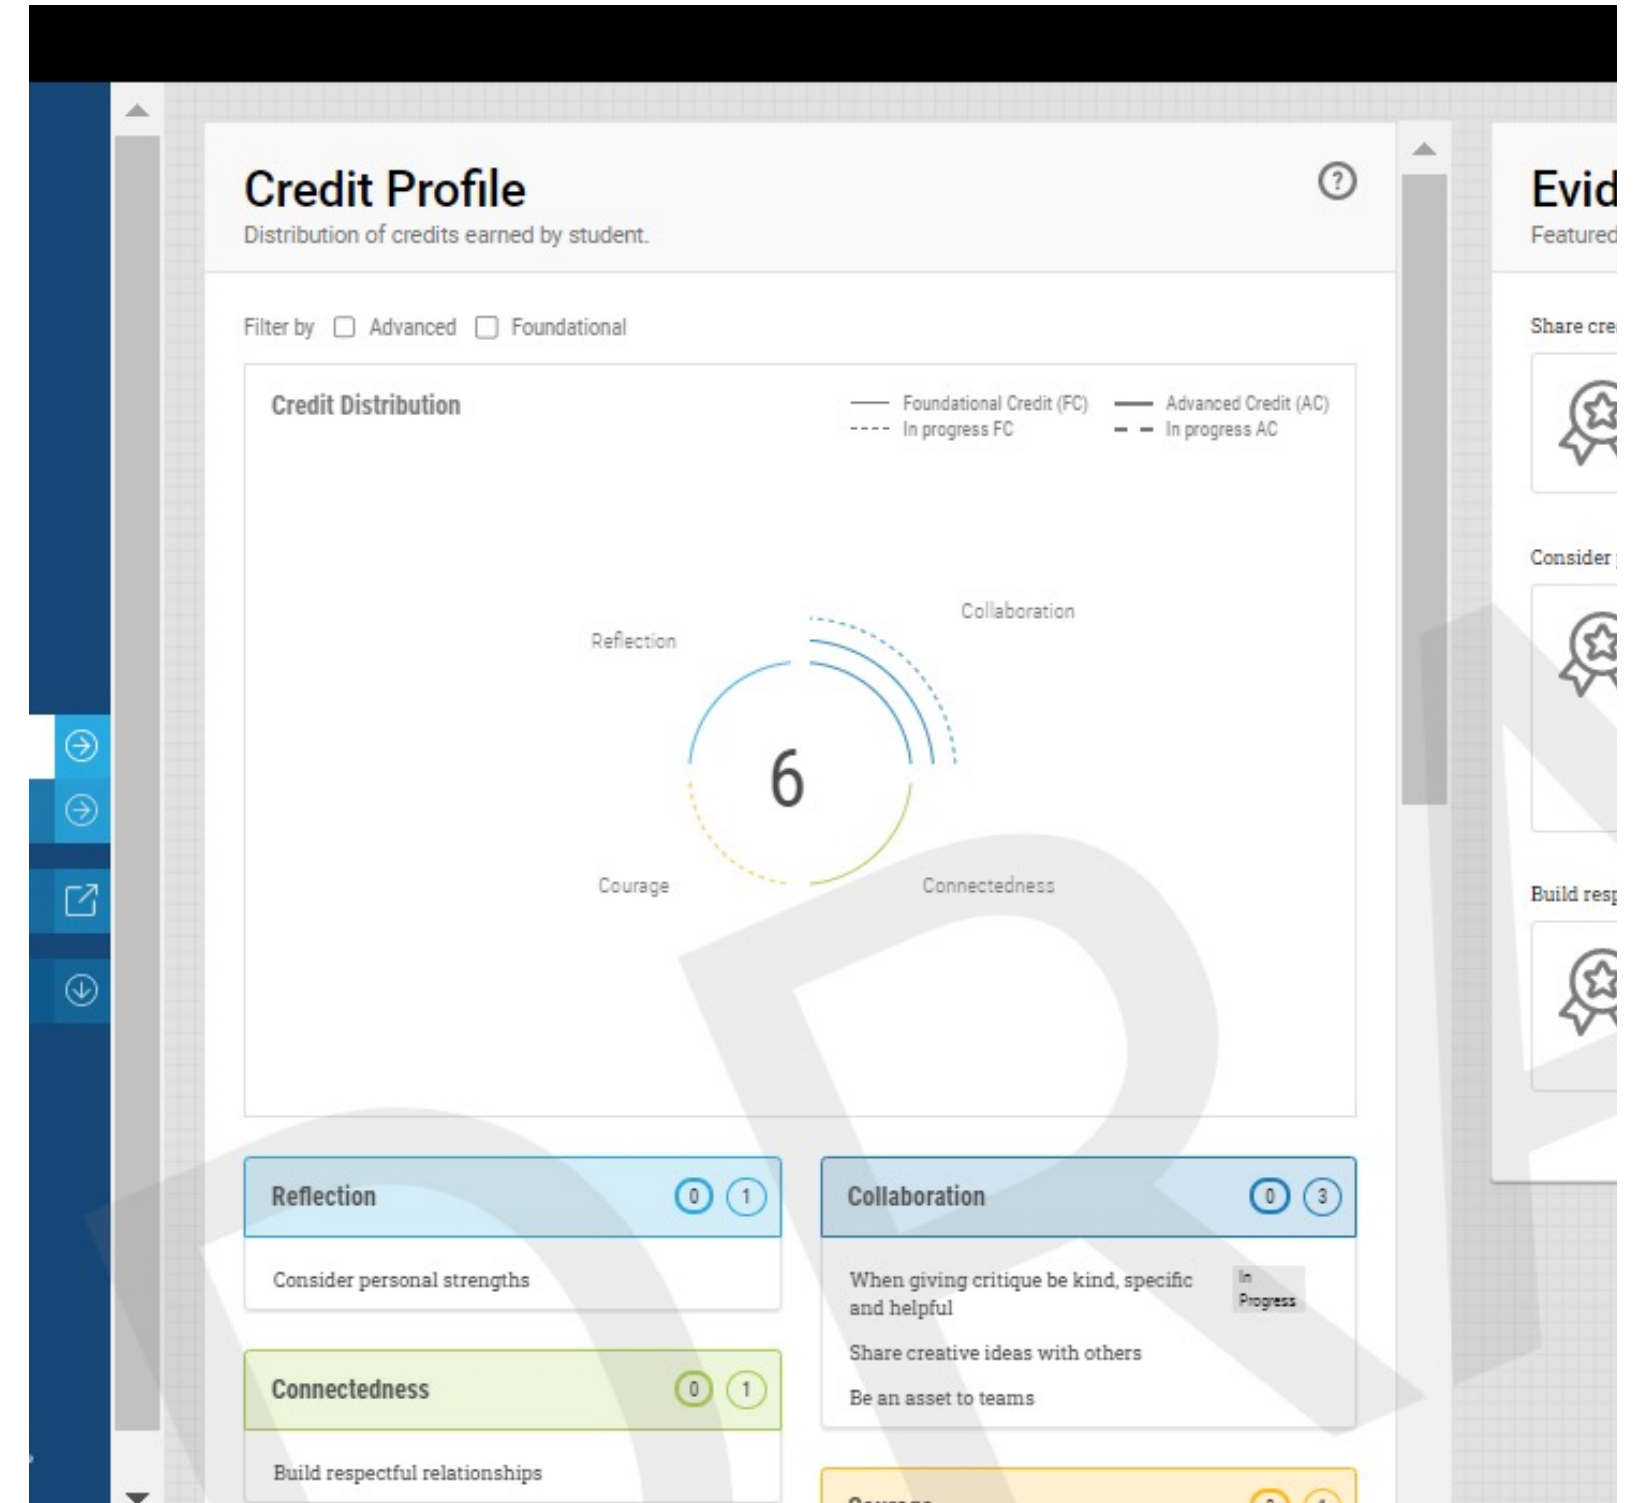 Credit Profile
Distribution of credits earned by student.
Filter by Advanced Foundational
Credit Distribution
Foundational Credit (FC) Advanced Credit (AC)
In progress FC In progress AC
Collaboration
Reflection
6
Courage
Connectedness
Reflection 0 1
Consider personal strengths
Connectedness 0 1
Build respectful relationships
Collaboration 0 3
When giving critique be kind, specific
and helpful
In
Progress
Share creative ideas with others
Be an asset to teams
Evid
Featured
Share cre
Consider
Build resp